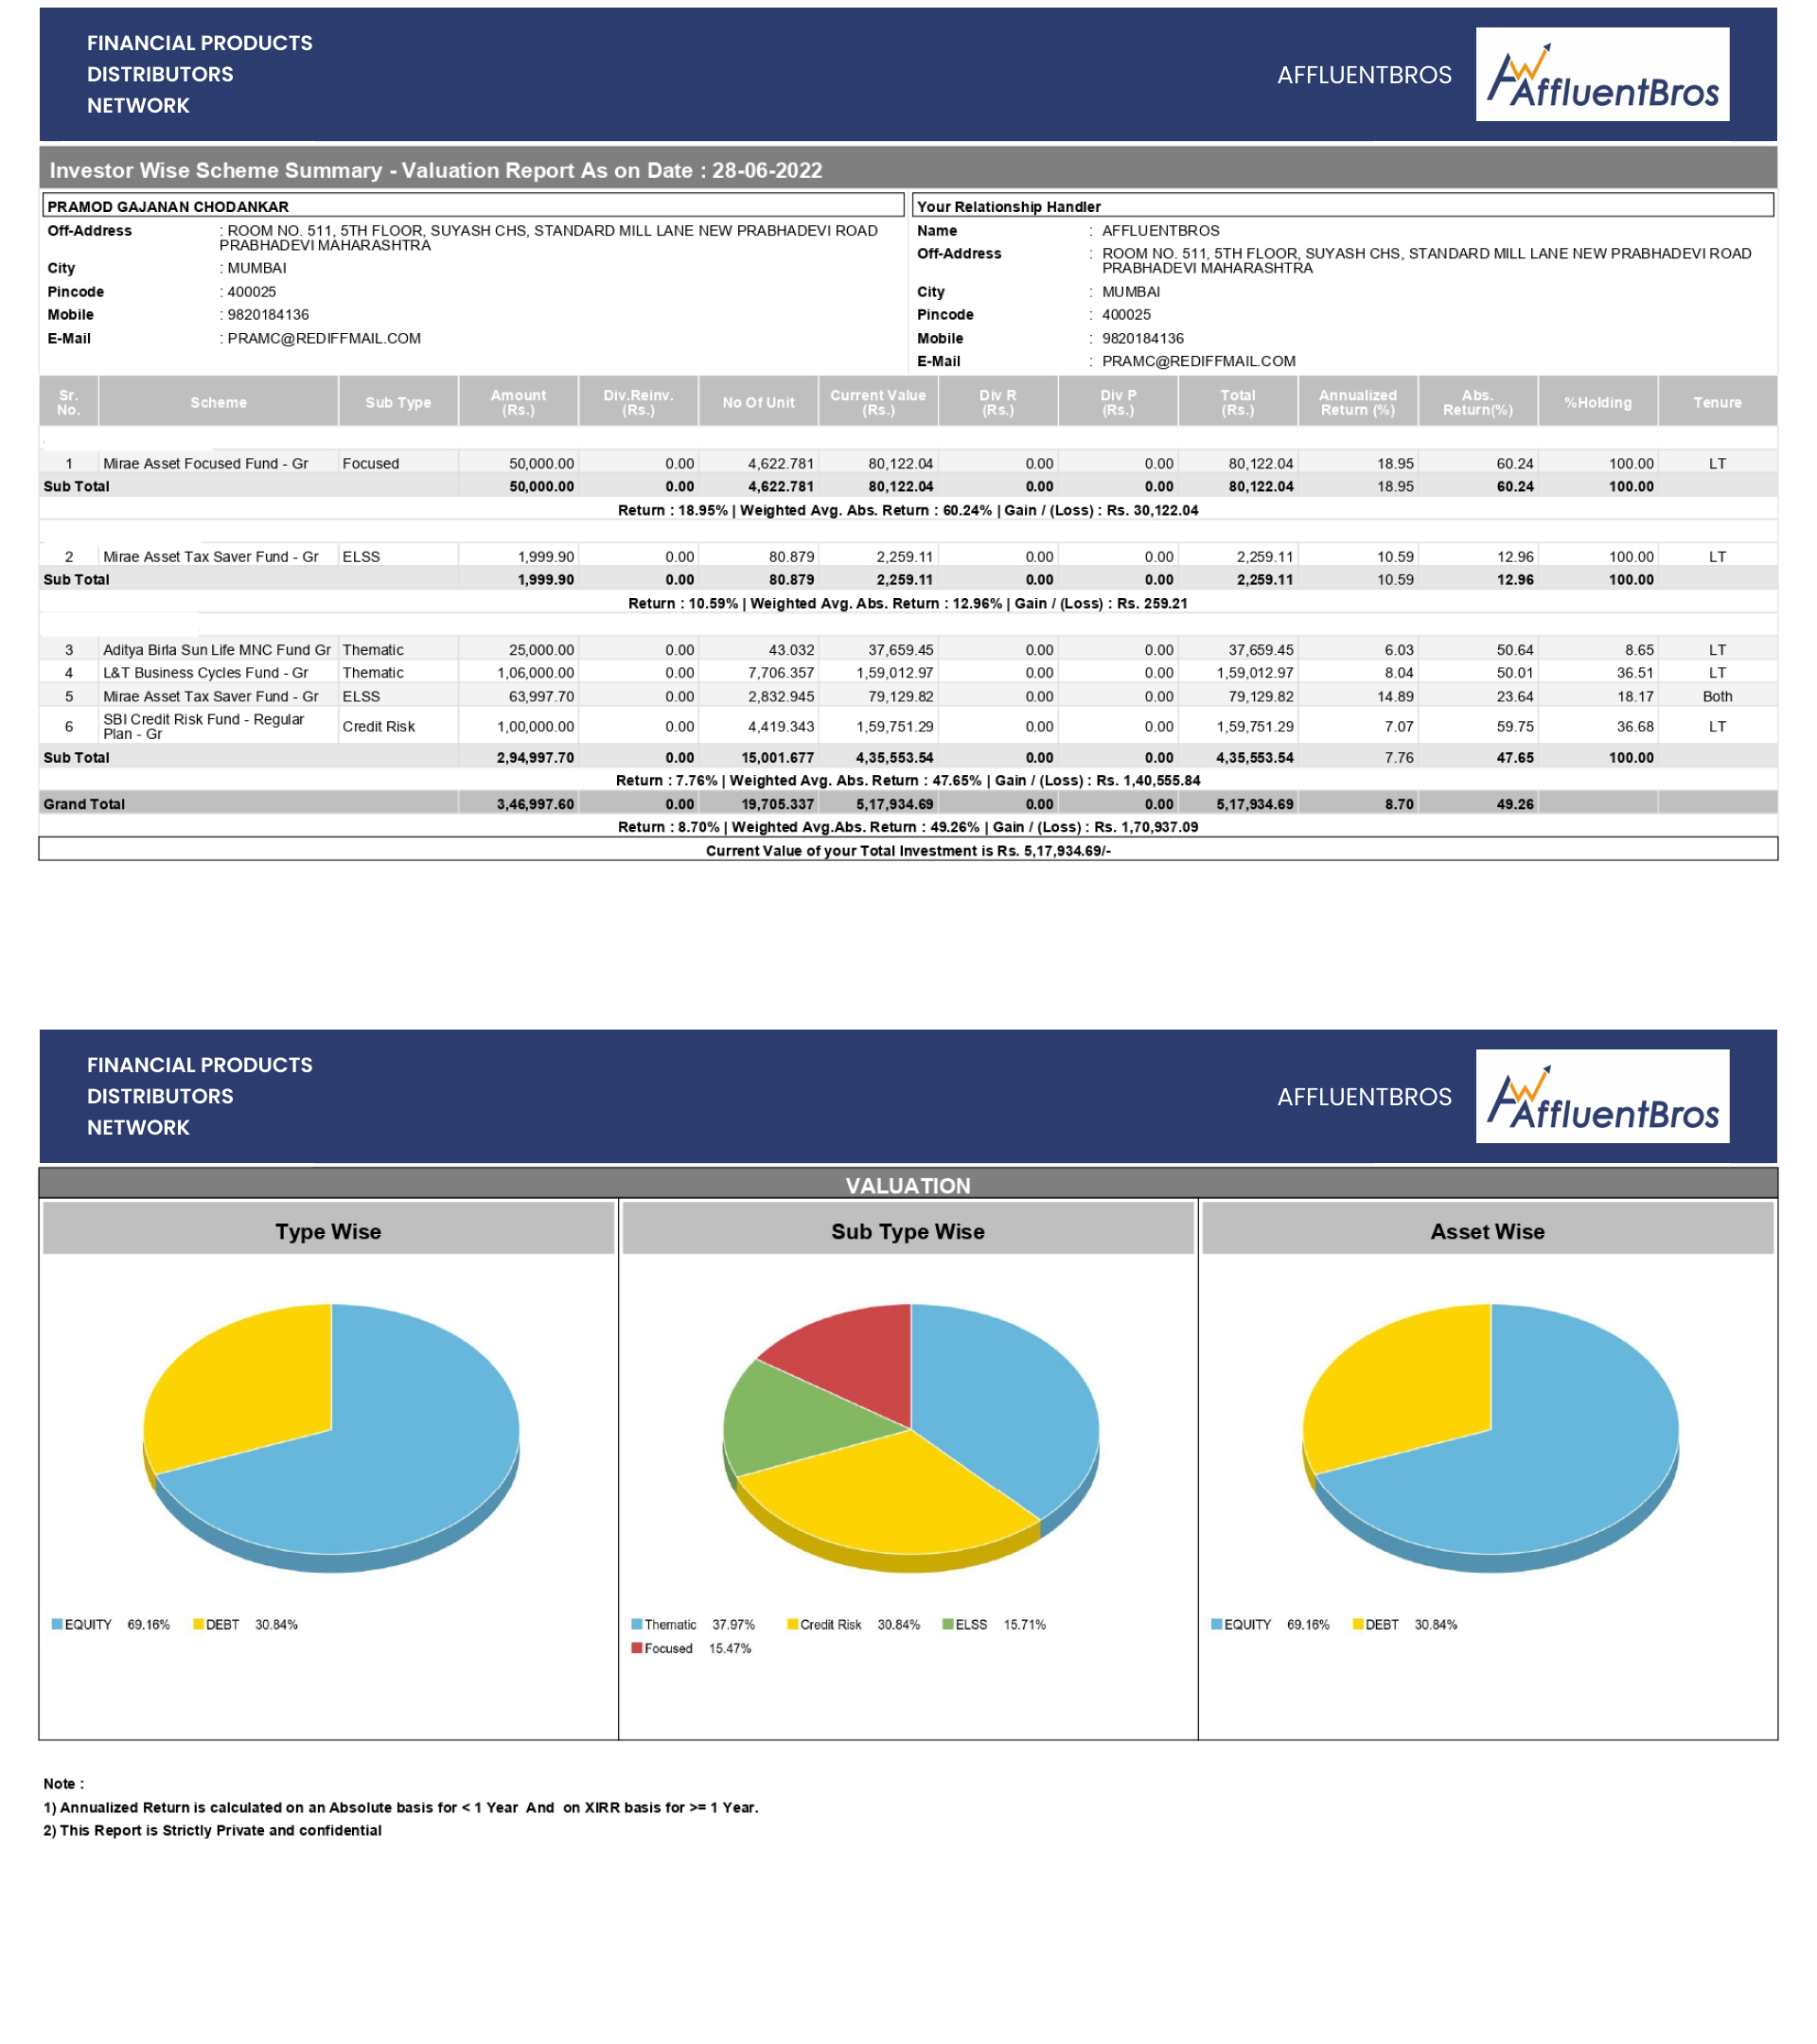 FINANCIAL PRODUCTS
DISTRIBUTORS
NETWORK
AFFLUENTBROS
AffluentBros
Investor Wise Scheme Summary - Valuation Report As on Date : 28-06-2022
PRAMOD GAJANAN CHODANKAR
Off-Address : ROOM NO. 511, 5TH FLOOR, SUYASH CHS, STANDARD MILL LANE NEW PRABHADEVI ROAD
PRABHADEVI MAHARASHTRA
City : MUMBAI
Pincode : 400025
Mobile : 9820184136
E-Mail : PRAMC@REDIFFMAIL.COM
Your Relationship Handler
Name : AFFLUENTBROS
Off-Address : ROOM NO. 511, 5TH FLOOR, SUYASH CHS, STANDARD MILL LANE NEW PRABHADEVI ROAD
PRABHADEVI MAHARASHTRA
City : MUMBAI
Pincode : 400025
Mobile : 9820184136
E-Mail : PRAMC@REDIFFMAIL.COM
Sr. No. Scheme Sub Type Amount (Rs.) Div.Reinv. (Rs.) No Of Unit Current Value (Rs.) Div R (Rs.) Div P (Rs.) Total (Rs.) Annualized Return (%) Abs. Return(%) %Holding Tenure
1 Mirae Asset Focused Fund - Gr Focused 50,000.00 0.00 4,622.781 80,122.04 0.00 0.00 80,122.04 18.95 60.24 100.00 LT
Sub Total 50,000.00 0.00 4,622.781 80,122.04 0.00 0.00 80,122.04 18.95 60.24 100.00
Return : 18.95% | Weighted Avg. Abs. Return : 60.24% | Gain / (Loss) : Rs. 30,122.04
2 Mirae Asset Tax Saver Fund - Gr ELSS 1,999.90 0.00 80.879 2,259.11 0.00 0.00 2,259.11 10.59 12.96 100.00 LT
Sub Total 1,999.90 0.00 80.879 2,259.11 0.00 0.00 2,259.11 10.59 12.96 100.00
Return : 10.59% | Weighted Avg. Abs. Return : 12.96% | Gain / (Loss) : Rs. 259.21
3 Aditya Birla Sun Life MNC Fund Gr Thematic 25,000.00 0.00 43.032 37,659.45 0.00 0.00 37,659.45 6.03 50.64 8.65 LT
4 L&T Business Cycles Fund - Gr Thematic 1,06,000.00 0.00 7,706.357 1,59,012.97 0.00 0.00 1,59,012.97 8.04 50.01 36.51 LT
5 Mirae Asset Tax Saver Fund - Gr ELSS 63,997.70 0.00 2,832.945 79,129.82 0.00 0.00 79,129.82 14.89 23.64 18.17 Both
6 SBI Credit Risk Fund - Regular Plan - Gr Credit Risk 1,00,000.00 0.00 4,419.343 1,59,751.29 0.00 0.00 1,59,751.29 7.07 59.75 36.68 LT
Sub Total 2,94,997.70 0.00 15,001.677 4,35,553.54 0.00 0.00 4,35,553.54 7.76 47.65 100.00
Return : 7.76% | Weighted Avg. Abs. Return : 47.65% | Gain / (Loss) : Rs. 1,40,555.84
Grand Total 3,46,997.60 0.00 19,705.337 5,17,934.69 0.00 0.00 5,17,934.69 8.70 49.26
Return : 8.70% | Weighted Avg.Abs. Return : 49.26% | Gain / (Loss) : Rs. 1,70,937.09
Current Value of your Total Investment is Rs. 5,17,934.69/-
FINANCIAL PRODUCTS
DISTRIBUTORS
NETWORK
AFFLUENTBROS
AffluentBros
VALUATION
Type Wise
EQUITY 69.16% DEBT 30.84%
Sub Type Wise
Thematic 37.97% Credit Risk 30.84% ELSS 15.71%
Focused 15.47%
Asset Wise
EQUITY 69.16% DEBT 30.84%
Note :
1) Annualized Return is calculated on an Absolute basis for < 1 Year And on XIRR basis for >= 1 Year.
2) This Report is Strictly Private and confidential